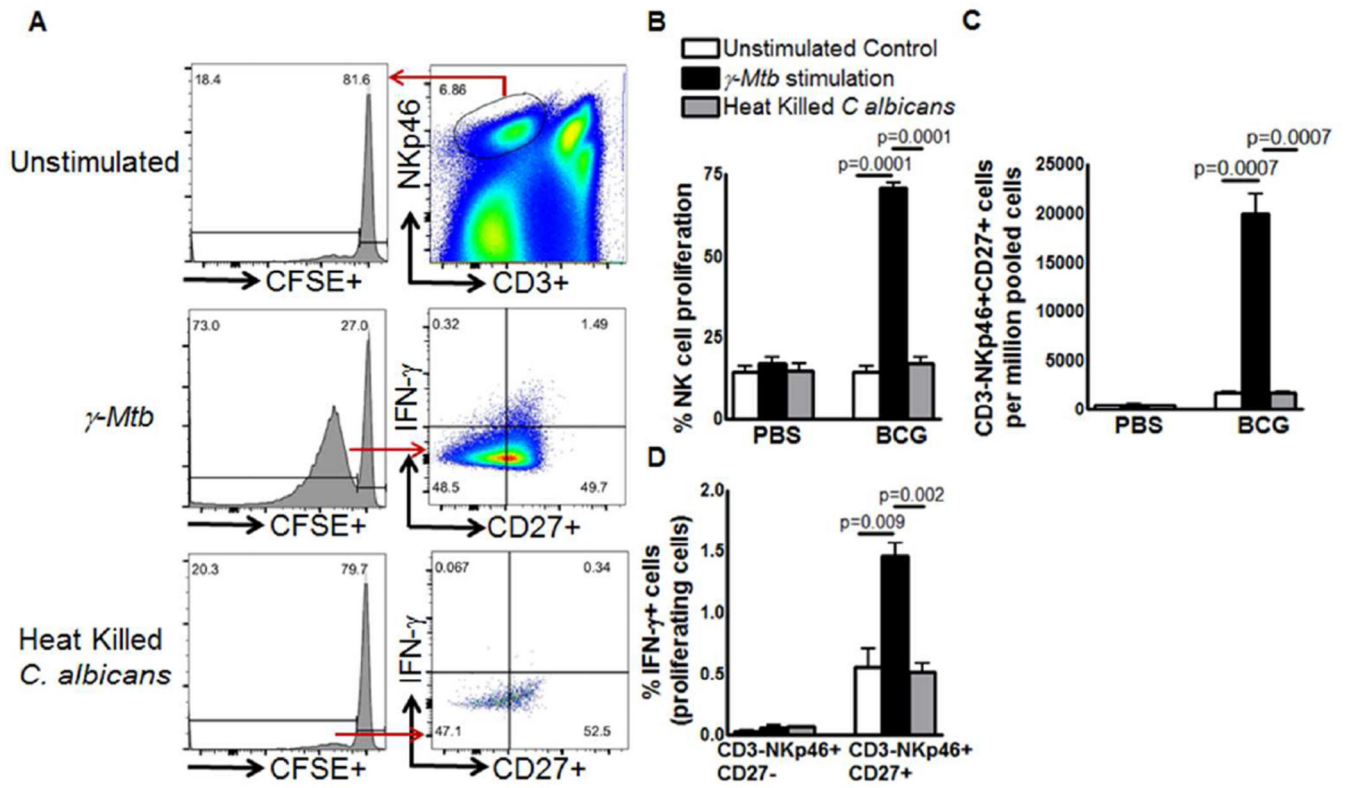 A
Unstimulated
18.4 81.6
CFSE+
6.86
NKp46
CD3+
γ-Mtb
73.0 27.0
CFSE+
0.32 1.49
IFN-γ
48.5 49.7
CD27+
Heat Killed
C. albicans
20.3 79.7
CFSE+
0.067 0.34
IFN-γ
47.1 52.5
CD27+
B
Unstimulated Control
γ-Mtb stimulation
Heat Killed C albicans
p=0.0001
p=0.0001
% NK cell proliferation
75
50
25
0
PBS BCG
C
p=0.0007
p=0.0007
CD3-NKp46+CD27+ cells
per million pooled cells
25000
20000
15000
10000
5000
0
PBS BCG
D
p=0.002
p=0.009
% IFN-γ+ cells
(proliferating cells)
2.0
1.5
1.0
0.5
0.0
CD3-NKp46+ CD3-NKp46+
CD27- CD27+